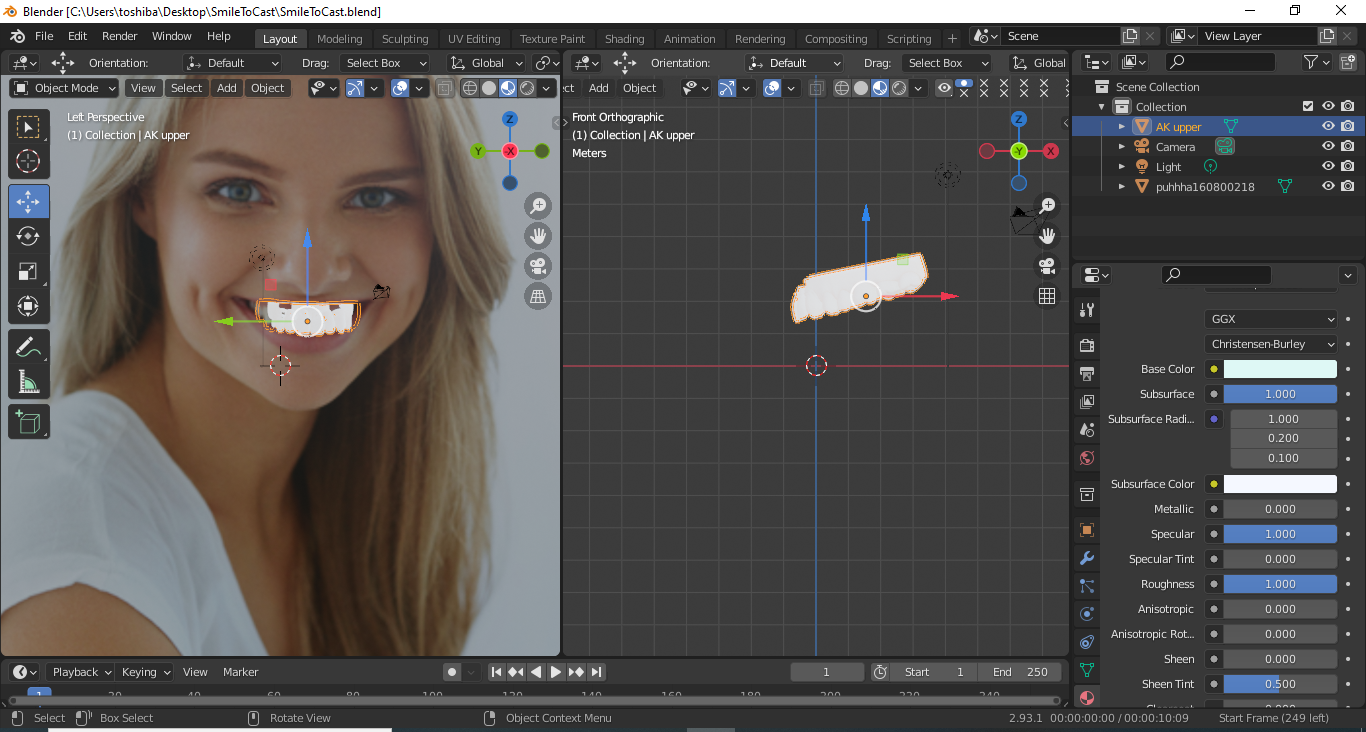 Blender [C:\Users\toshiba\Desktop\SmileToCast\SmileToCast.blend]
File Edit Render Window Help Layout Modeling Sculpting UV Editing Texture Paint Shading Animation Rendering Compositing Scripting + Scene View Layer
Orientation: Default Drag: Select Box Global
Orientation: Default Drag: Select Box Global
Object Mode View Select Add Object
ct Add Object
Left Perspective
(1) Collection | AK upper
Z
Y
-X
Front Orthographic
(1) Collection | AK upper
Meters
Z
-Y
X
Scene Collection
Collection
AK upper
Camera
Light
puhhha160800218
GGX
Christensen-Burley
Base Color
Subsurface 1.000
Subsurface Radi... 1.000
0.200
0.100
Subsurface Color
Metallic 0.000
Specular 1.000
Specular Tint 0.000
Roughness 1.000
Anisotropic 0.000
Anisotropic Rot... 0.000
Sheen 0.000
Sheen Tint 0.500
Playback Keying View Marker 1 Start 1 End 250
1 20 40 60 80 100 120 140 160 180 200 220 240
Select Box Select Rotate View Object Context Menu 2.93.1 00:00:00:00 / 00:00:10:09 Start Frame (249 left)